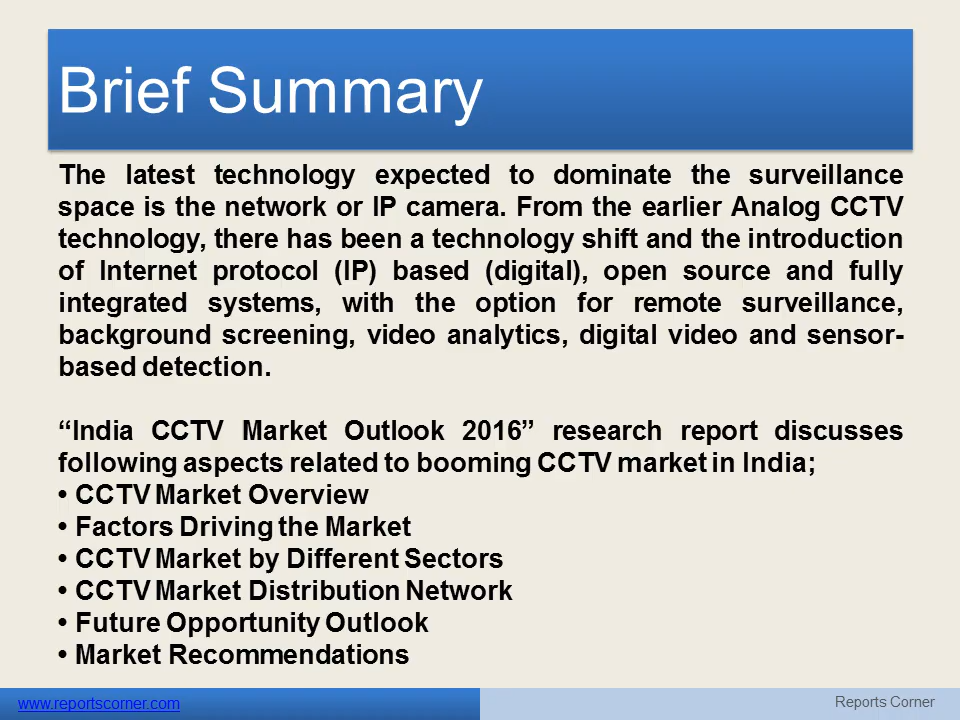 Brief Summary
The latest technology expected to dominate the surveillance
space is the network or IP camera. From the earlier Analog CCTV
technology, there has been a technology shift and the introduction
of Internet protocol (IP) based (digital), open source and fully
integrated systems, with the option for remote surveillance,
background screening, video analytics, digital video and sensor-
based detection.
“India CCTV Market Outlook 2016” research report discusses
following aspects related to booming CCTV market in India;
• CCTV Market Overview
• Factors Driving the Market
• CCTV Market by Different Sectors
• CCTV Market Distribution Network
• Future Opportunity Outlook
• Market Recommendations
www.reportscorner.com
Reports Corner